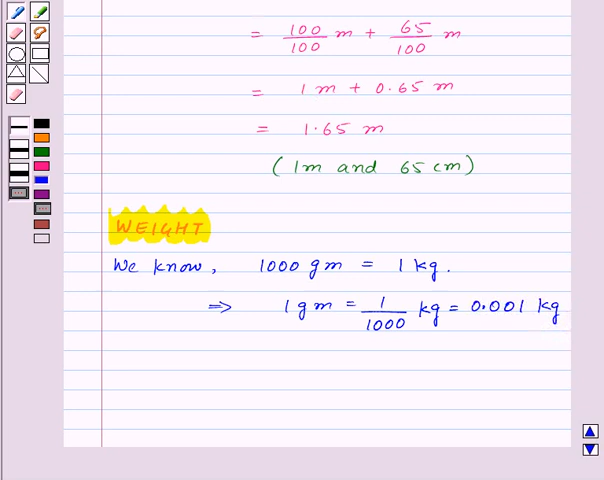 = 100/100 m + 65/100 m
= 1 m + 0.65 m
= 1.65 m
(1m and 65 cm)
WEIGHT
We know, 1000 gm = 1 kg.
⇒ 1 gm = 1/1000 kg = 0.001 kg